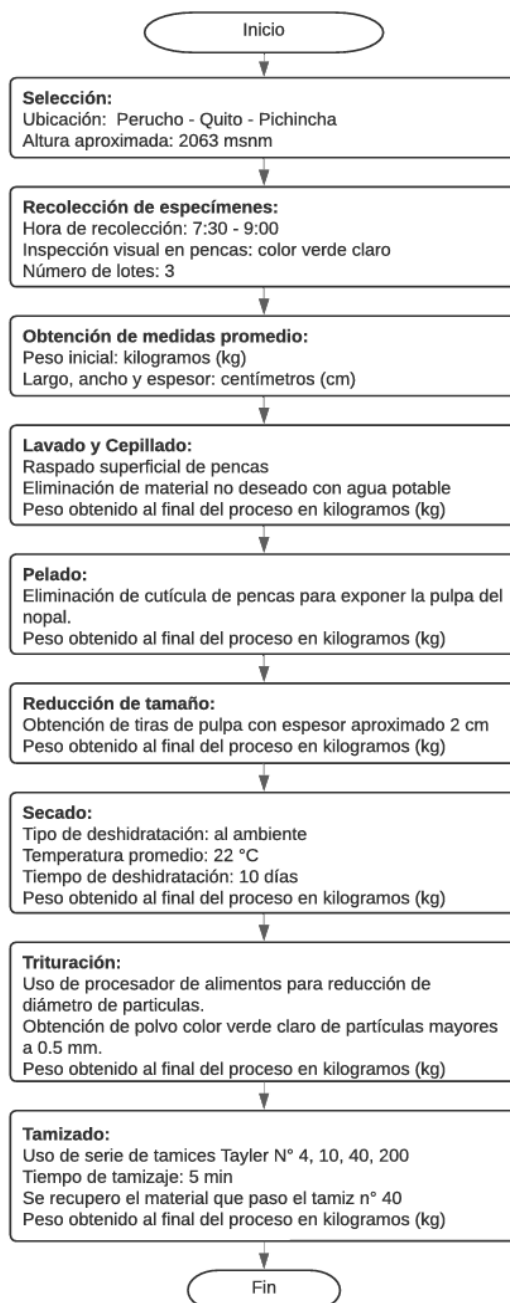 Inicio
Selección:
Ubicación:  Perucho - Quito - Pichincha
Altura aproximada: 2063 msnm
Recolección de especímenes:
Hora de recolección: 7:30 - 9:00
Inspección visual en pencas: color verde claro
Número de lotes: 3
Obtención de medidas promedio:
Peso inicial: kilogramos (kg)
Largo, ancho y espesor: centímetros (cm)
Lavado y Cepillado:
Raspado superficial de pencas
Eliminación de material no deseado con agua potable
Peso obtenido al final del proceso en kilogramos (kg)
Pelado:
Eliminación de cutícula de pencas para exponer la pulpa del
nopal.
Peso obtenido al final del proceso en kilogramos (kg)
Reducción de tamaño:
Obtención de tiras de pulpa con espesor aproximado 2 cm
Peso obtenido al final del proceso en kilogramos (kg)
Secado:
Tipo de deshidratación: al ambiente
Temperatura promedio: 22 °C
Tiempo de deshidratación: 10 días
Peso obtenido al final del proceso en kilogramos (kg)
Trituración:
Uso de procesador de alimentos para reducción de
diámetro de particulas.
Obtención de polvo color verde claro de partículas mayores
a 0.5 mm.
Peso obtenido al final del proceso en kilogramos (kg)
Tamizado:
Uso de serie de tamices Tayler N° 4, 10, 40, 200
Tiempo de tamizaje: 5 min
Se recupero el material que paso el tamiz n° 40
Peso obtenido al final del proceso en kilogramos (kg)
Fin